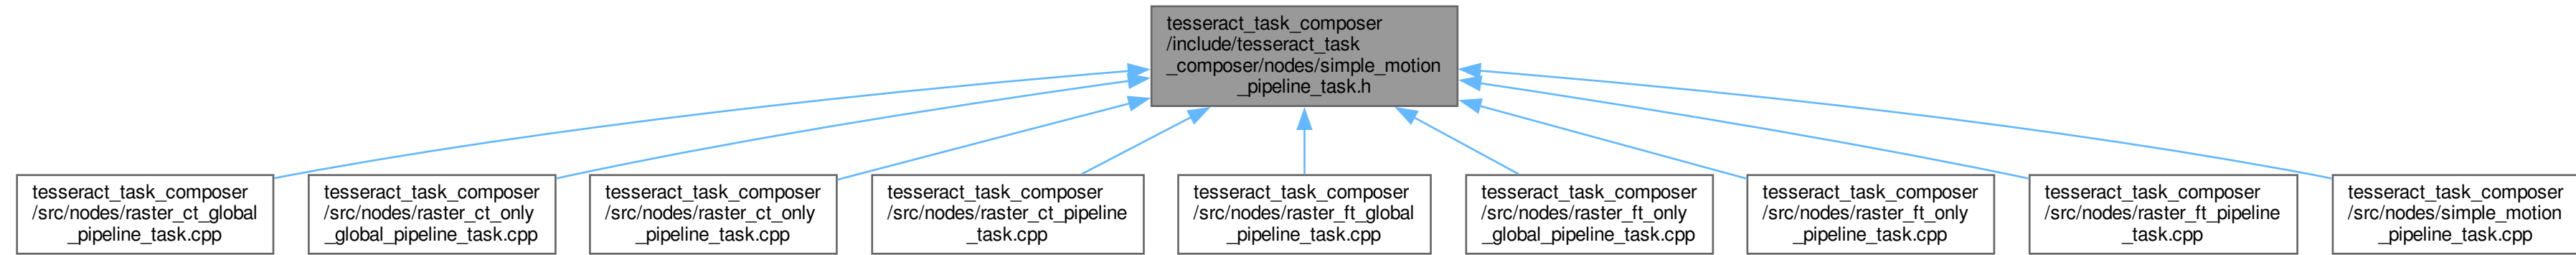 tesseract_task_composer
/include/tesseract_task
_composer/nodes/simple_motion
_pipeline_task.h
tesseract_task_composer
/src/nodes/raster_ct_global
_pipeline_task.cpp
tesseract_task_composer
/src/nodes/raster_ct_only
_global_pipeline_task.cpp
tesseract_task_composer
/src/nodes/raster_ct_only
_pipeline_task.cpp
tesseract_task_composer
/src/nodes/raster_ct_pipeline
_task.cpp
tesseract_task_composer
/src/nodes/raster_ft_global
_pipeline_task.cpp
tesseract_task_composer
/src/nodes/raster_ft_only
_global_pipeline_task.cpp
tesseract_task_composer
/src/nodes/raster_ft_only
_pipeline_task.cpp
tesseract_task_composer
/src/nodes/raster_ft_pipeline
_task.cpp
tesseract_task_composer
/src/nodes/simple_motion
_pipeline_task.cpp